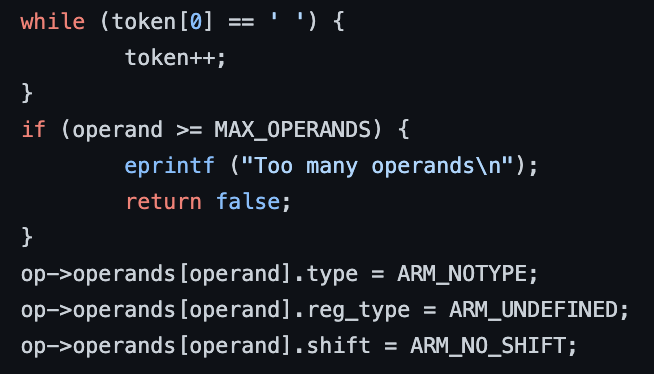 while (token[0] == ' ') {
        token++;
}
if (operand >= MAX_OPERANDS) {
        eprintf ("Too many operands\n");
        return false;
}
op->operands[operand].type = ARM_NOTYPE;
op->operands[operand].reg_type = ARM_UNDEFINED;
op->operands[operand].shift = ARM_NO_SHIFT;